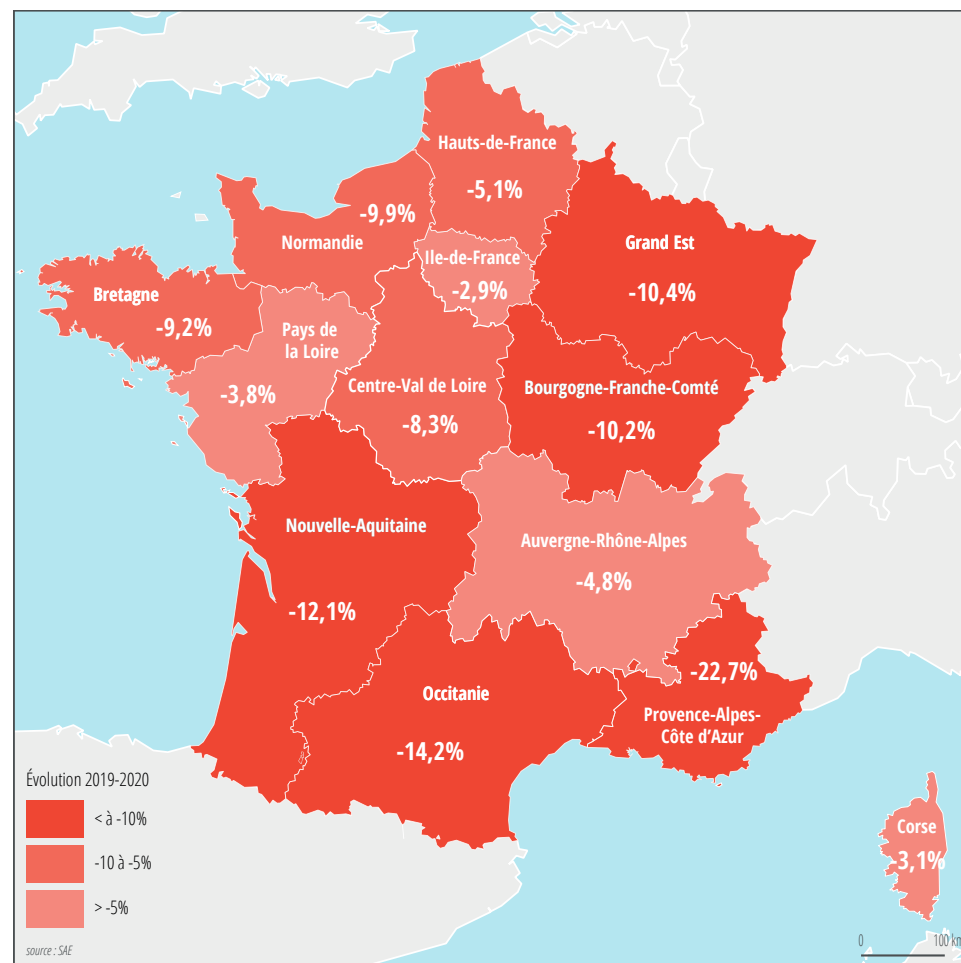 Hauts-de-France
-5,1%
-9,9%
Normandie
Ile-de-France
-2,9%
Grand Est
-10,4%
Bretagne
-9,2%
Pays de
la Loire
-3,8%
Centre-Val de Loire
-8,3%
Bourgogne-Franche-Comté
-10,2%
Nouvelle-Aquitaine
-12,1%
Auvergne-Rhône-Alpes
-4,8%
Occitanie
-14,2%
-22,7%
Provence-Alpes-
Côte d’Azur
Corse
-3,1%
Évolution 2019-2020
< à -10%
-10 à -5%
> -5%
source : SAE
0 100 km